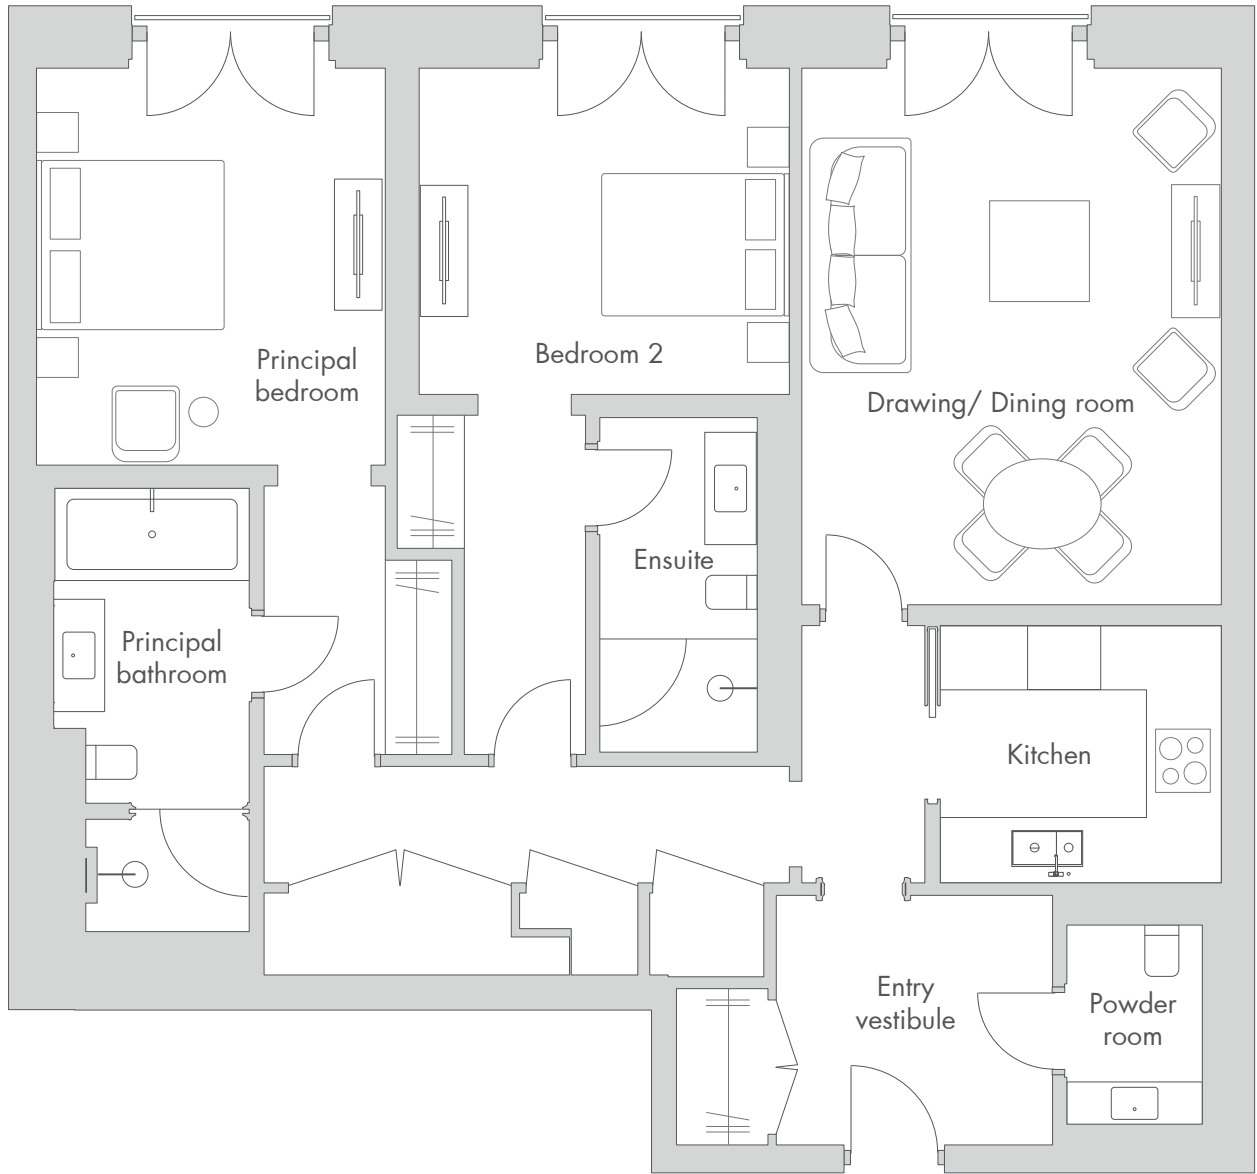 Principal
bedroom
Bedroom 2
Drawing/ Dining room
Ensuite
Principal
bathroom
Kitchen
Entry
vestibule
Powder
room